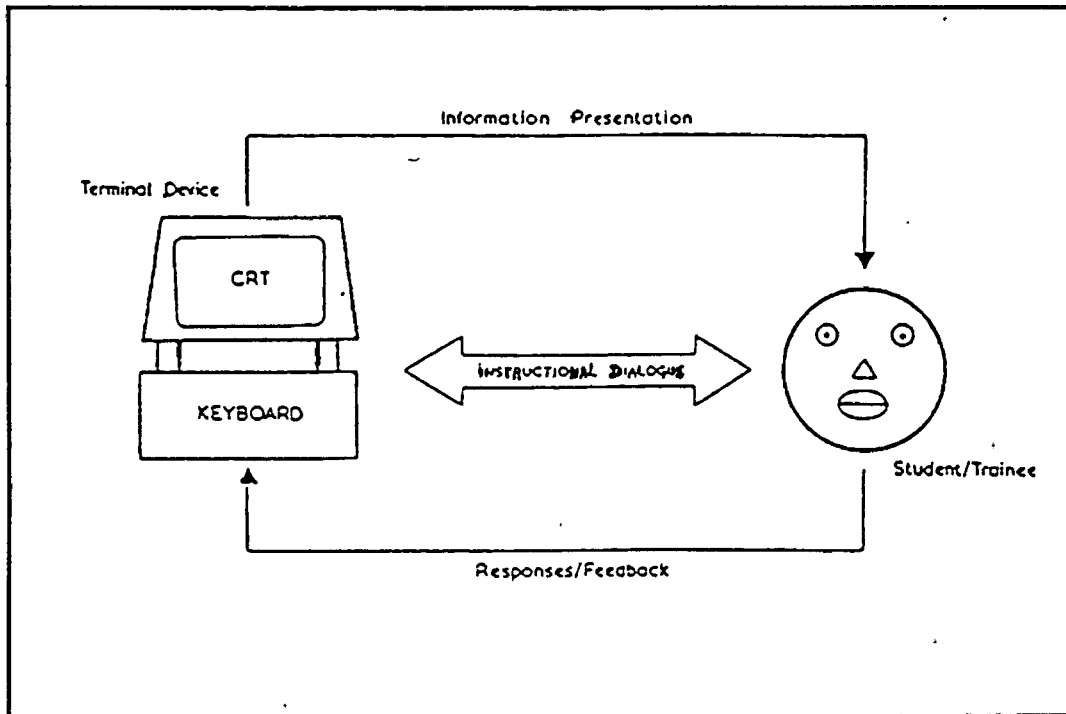 Information Presentation
Terminal Device
CRT
INSTRUCTIONAL DIALOGUE
KEYBOARD
Student/Trainee
Responses/Feedback